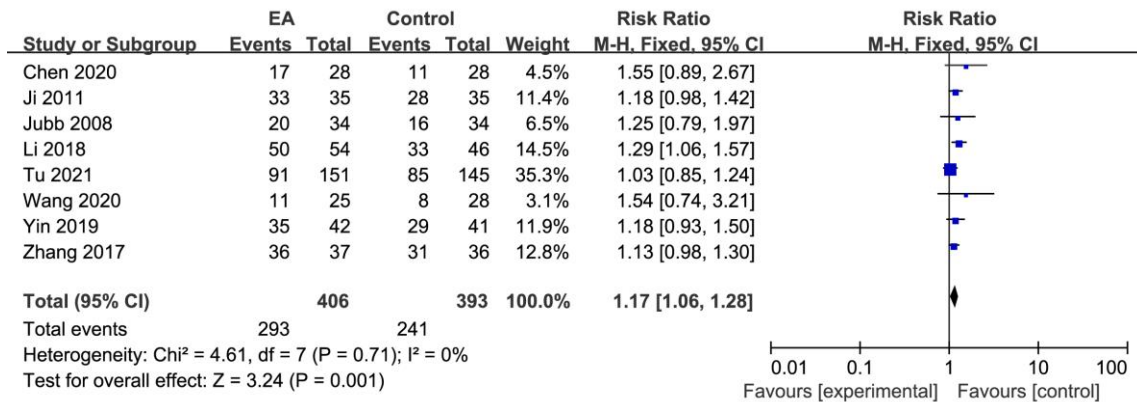 EA Control Risk Ratio Risk Ratio
Study or Subgroup Events Total Events Total Weight M-H, Fixed, 95% CI M-H, Fixed, 95% CI
Chen 2020 17 28 11 28 4.5% 1.55 [0.89, 2.67]
Ji 2011 33 35 28 35 11.4% 1.18 [0.98, 1.42]
Jubb 2008 20 34 16 34 6.5% 1.25 [0.79, 1.97]
Li 2018 50 54 33 46 14.5% 1.29 [1.06, 1.57]
Tu 2021 91 151 85 145 35.3% 1.03 [0.85, 1.24]
Wang 2020 11 25 8 28 3.1% 1.54 [0.74, 3.21]
Yin 2019 35 42 29 41 11.9% 1.18 [0.93, 1.50]
Zhang 2017 36 37 31 36 12.8% 1.13 [0.98, 1.30]
Total (95% CI) 406 393 100.0% 1.17 [1.06, 1.28]
Total events 293 241
Heterogeneity: Chi² = 4.61, df = 7 (P = 0.71); I² = 0%
Test for overall effect: Z = 3.24 (P = 0.001)
0.01 0.1 1 10 100
Favours [experimental] Favours [control]